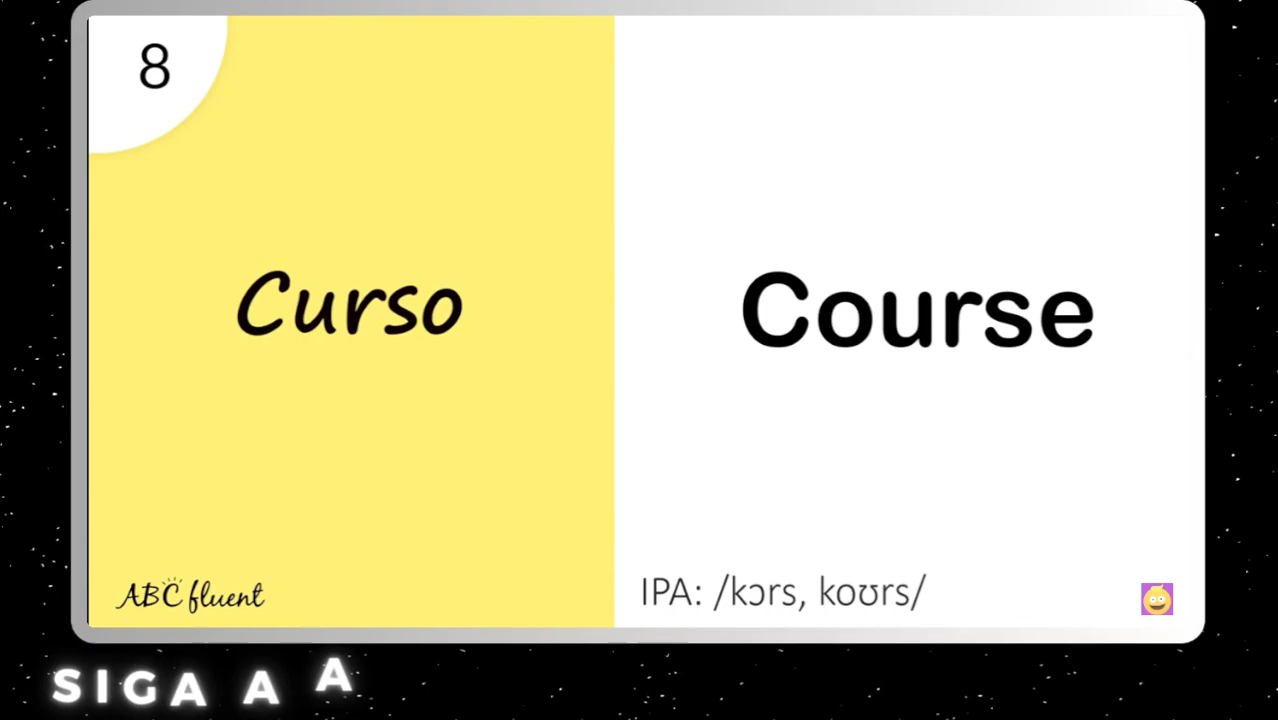 8
Curso
Course
ABC fluent
IPA: /kɔrs, koʊrs/
SIGA A A